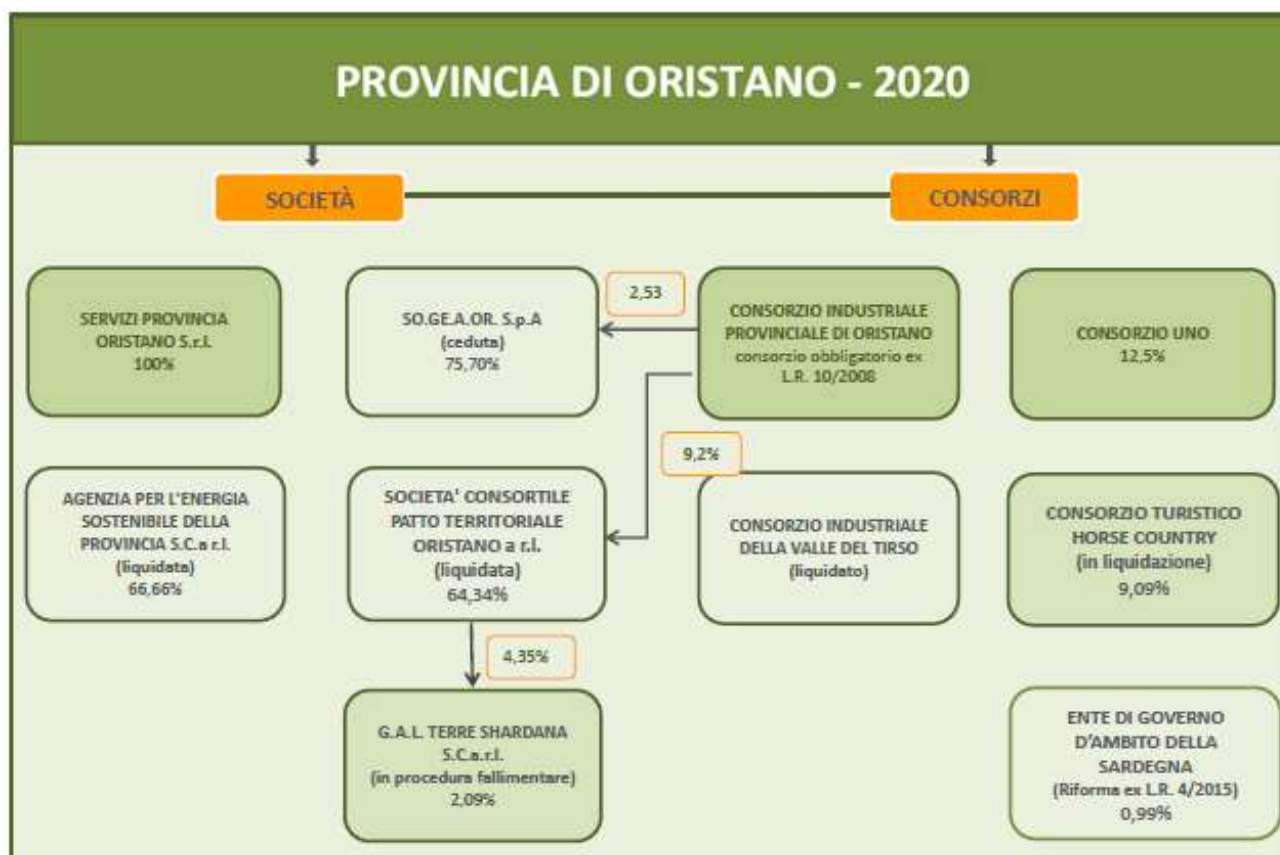 PROVINCIA DI ORISTANO - 2020
SOCIETÀ
CONSORZI
SERVIZI PROVINCIA
ORISTANO S.r.l.
100%
SO.GE.A.OR. S.p.A
(ceduta)
75,70%
2,53
CONSORZIO INDUSTRIALE
PROVINCIALE DI ORISTANO
consorzio obbligatorio ex
L.R. 10/2008
CONSORZIO UNO
12,5%
AGENZIA PER L'ENERGIA
SOSTENIBILE DELLA
PROVINCIA S.C.a r.l.
(liquidata)
66,66%
SOCIETA' CONSORTILE
PATTO TERRITORIALE
ORISTANO a r.l.
(liquidata)
64,34%
9,2%
CONSORZIO INDUSTRIALE
DELLA VALLE DEL TIRSO
(liquidato)
CONSORZIO TURISTICO
HORSE COUNTRY
(in liquidazione)
9,09%
4,35%
G.A.L. TERRE SHARDANA
S.C.a.r.l.
(in procedura fallimentare)
2,09%
ENTE DI GOVERNO
D'AMBITO DELLA
SARDEGNA
(Riforma ex L.R. 4/2015)
0,99%